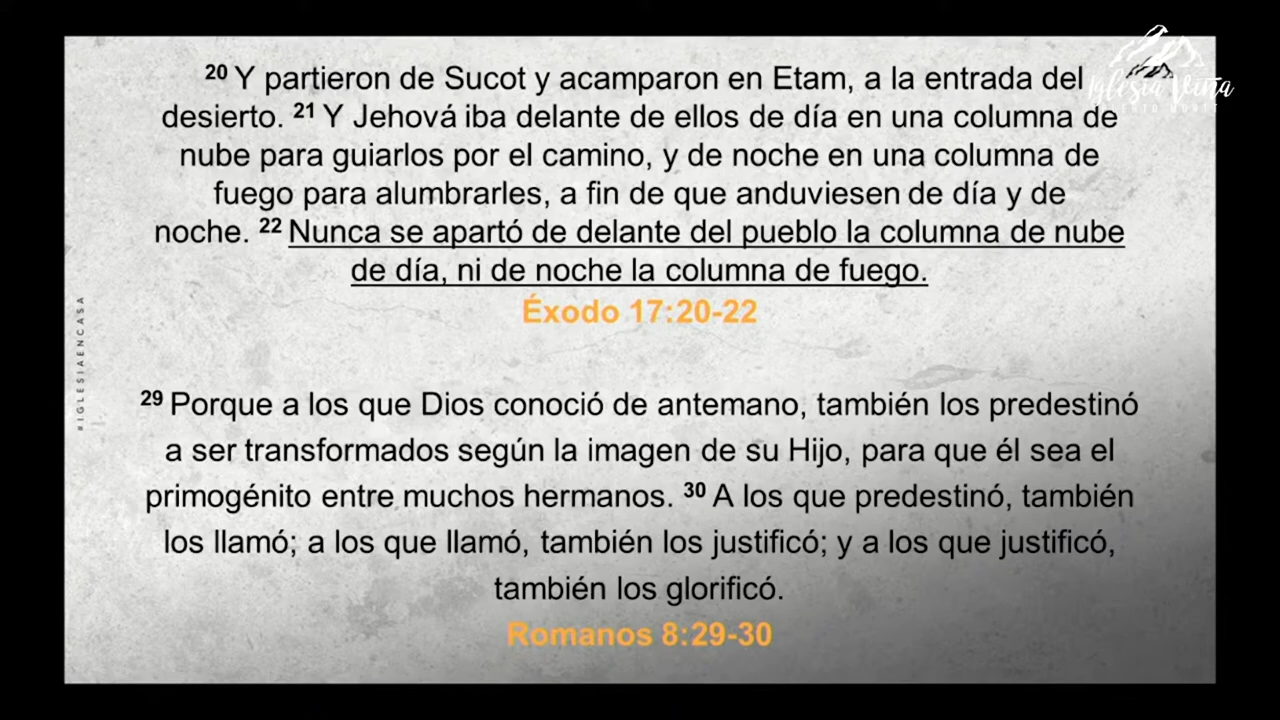 20 Y partieron de Sucot y acamparon en Etam, a la entrada del
desierto. 21 Y Jehová iba delante de ellos de día en una columna de
nube para guiarlos por el camino, y de noche en una columna de
fuego para alumbrarles, a fin de que anduviesen de día y de
noche. 22 Nunca se apartó de delante del pueblo la columna de nube
de día, ni de noche la columna de fuego.
Éxodo 17:20-22
29 Porque a los que Dios conoció de antemano, también los predestinó
a ser transformados según la imagen de su Hijo, para que él sea el
primogénito entre muchos hermanos. 30 A los que predestinó, también
los llamó; a los que llamó, también los justificó; y a los que justificó,
también los glorificó.
Romanos 8:29-30
#IGLESIAENCASA
Iglesia Viña